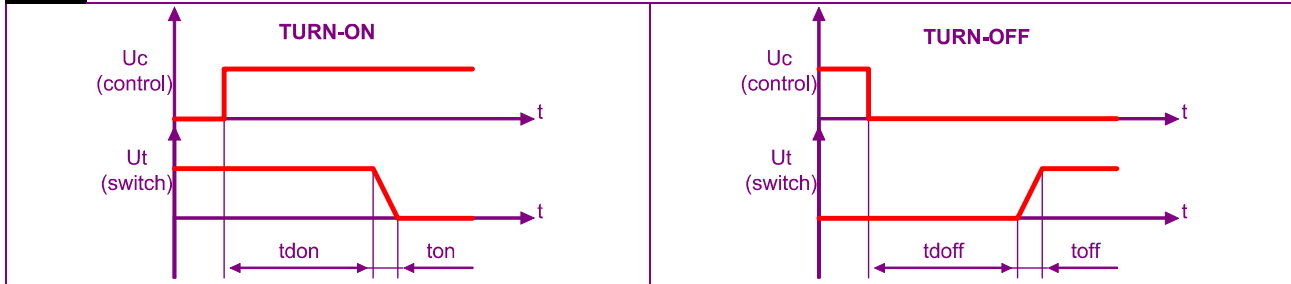 TURN-ON
Uc
(control)
t
Ut
(switch)
t
tdon
ton
TURN-OFF
Uc
(control)
t
Ut
(switch)
t
tdoff
toff